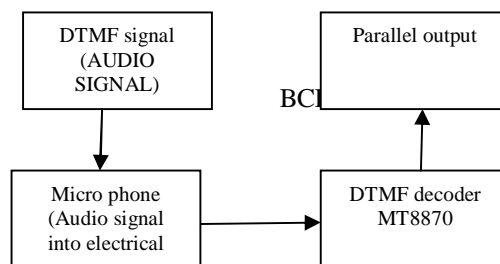 DTMF signal
(AUDIO
SIGNAL)
Parallel output
Micro phone
(Audio signal
into electrical
DTMF decoder
MT8870